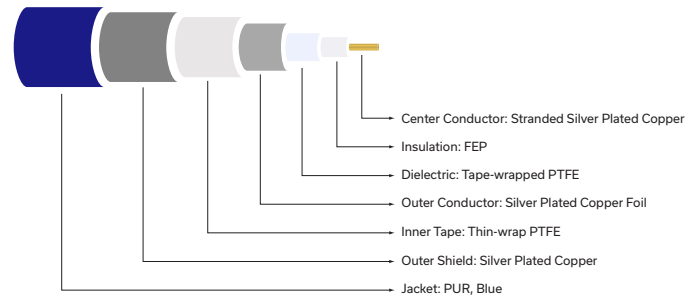 Center Conductor: Stranded Silver Plated Copper
Insulation: FEP
Dielectric: Tape-wrapped PTFE
Outer Conductor: Silver Plated Copper Foil
Inner Tape: Thin-wrap PTFE
Outer Shield: Silver Plated Copper
Jacket: PUR, Blue